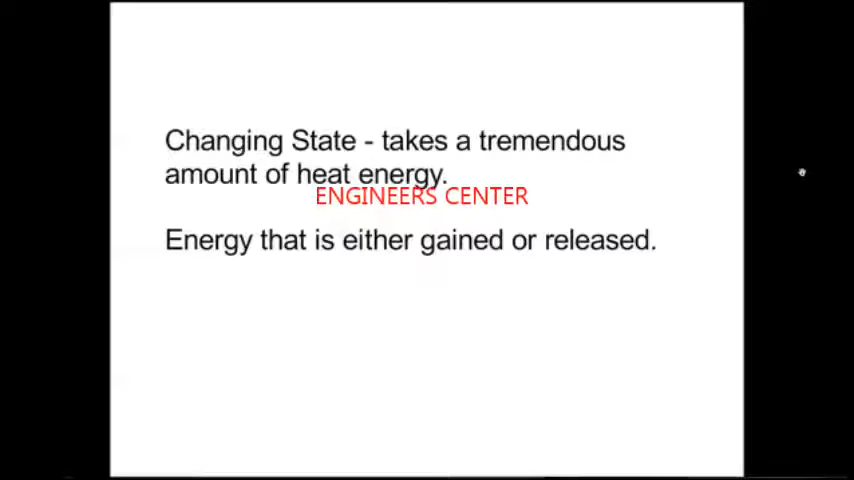 Changing State - takes a tremendous
amount of heat energy.
ENGINEERS CENTER
Energy that is either gained or released.